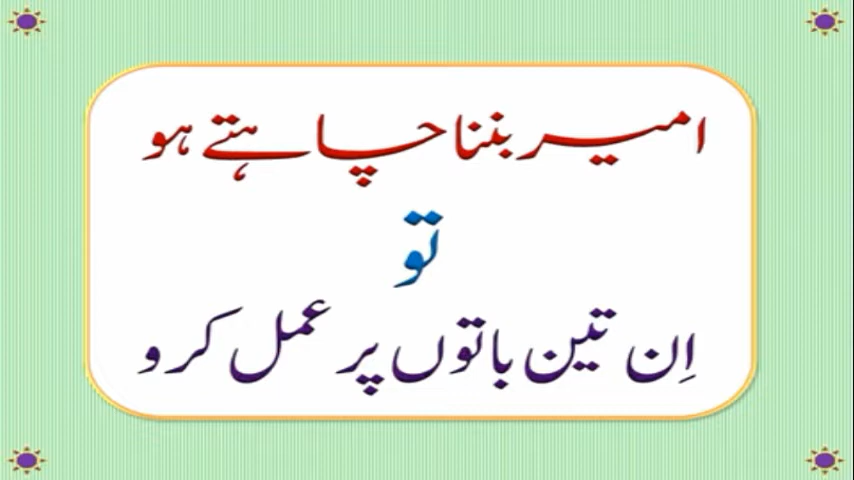 امیر بننا چاہتے ہو
تو
اِن تین باتوں پر عمل کرو